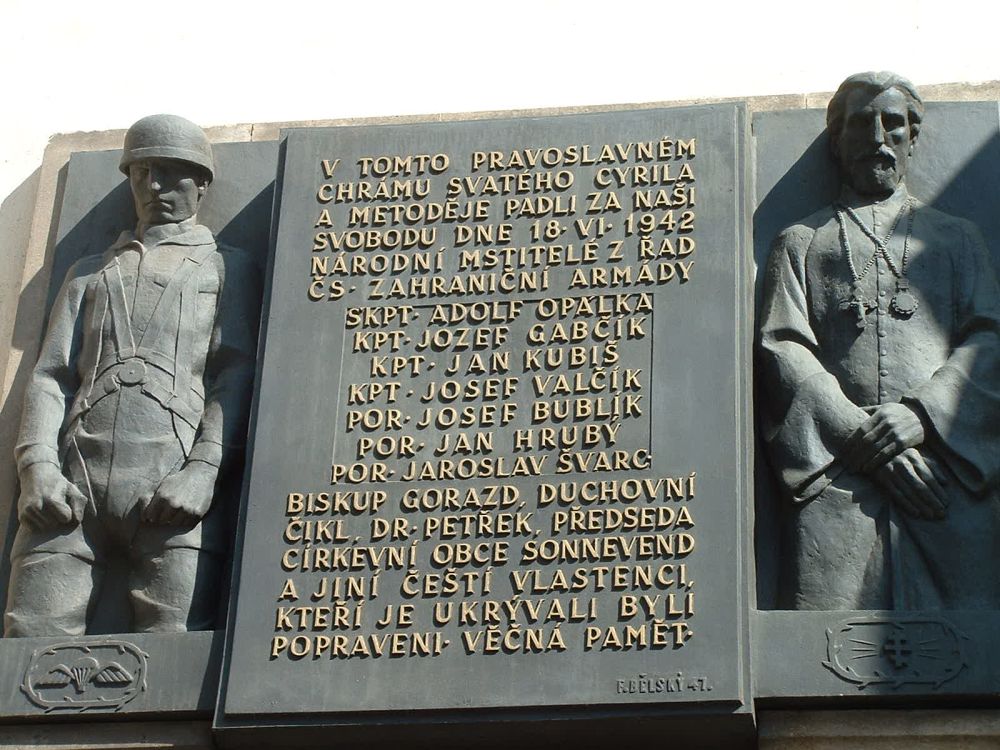 V TOMTO PRAVOSLAVNÉM
CHRÁMU SVATÉHO CYRILA
A METODĚJE PADLI ZA NAŠI
SVOBODU DNE 18·VI·1942
NÁRODNÍ MSTITELÉ Z ŘAD
ČS· ZAHRANIČNÍ ARMÁDY
ŠKPT· ADOLF OPÁLKA
KPT· JOZEF GABČÍK
KPT· JAN KUBIŠ
KPT· JOSEF VALČÍK
POR· JOSEF BUBLÍK
POR· JAN HRUBÝ
POR· JAROSLAV ŠVARC·
BISKUP GORAZD, DUCHOVNÍ
ČIKL, DR· PETŘEK, PŘEDSEDA
CÍRKEVNÍ OBCE SONNEVEND
A JINÍ ČEŠTÍ VLASTENCI,
KTEŘÍ JE UKRÝVALI BYLI
POPRAVENI· VĚČNÁ PAMĚT·
F. BĚLSKÝ 47.